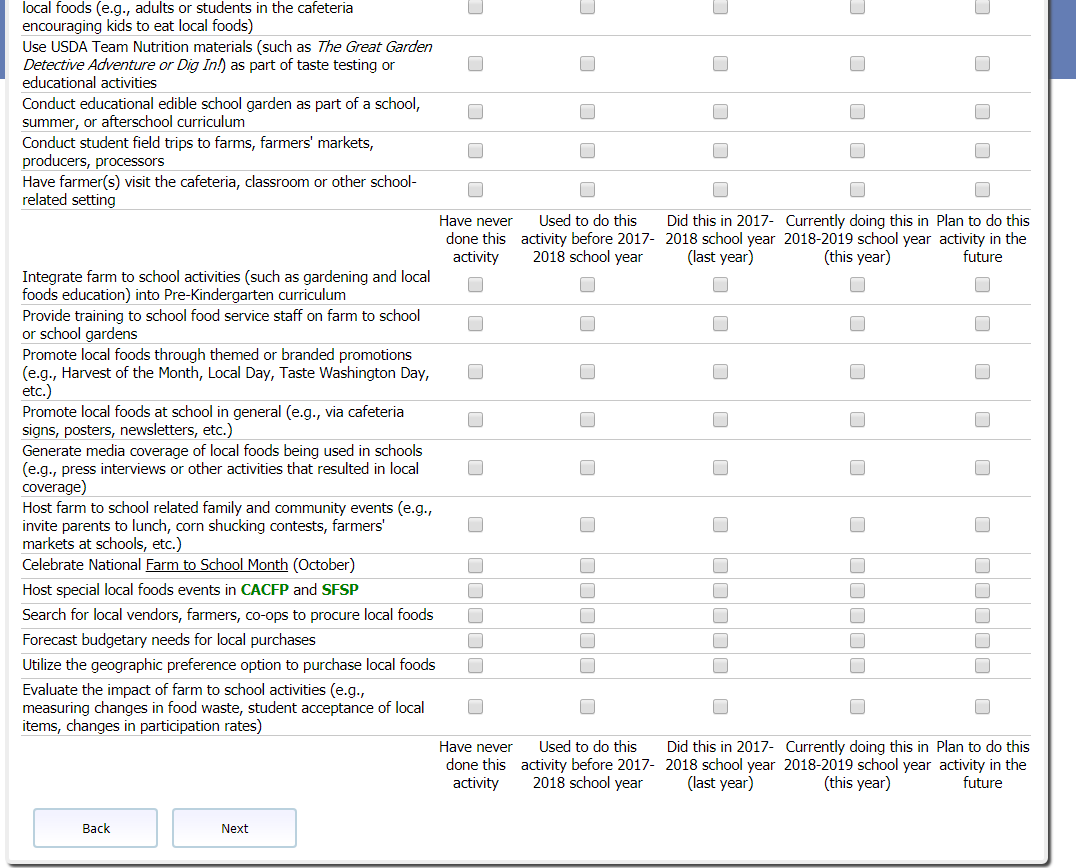 local foods (e.g., adults or students in the cafeteria
encouraging kids to eat local foods)
Use USDA Team Nutrition materials (such as The Great Garden
Detective Adventure or Dig In!) as part of taste testing or
educational activities
Conduct educational edible school garden as part of a school,
summer, or afterschool curriculum
Conduct student field trips to farms, farmers' markets,
producers, processors
Have farmer(s) visit the cafeteria, classroom or other school-
related setting
Have never Used to do this Did this in 2017- Currently doing this in Plan to do this
done this activity before 2017- 2018 school year 2018-2019 school year activity in the
activity 2018 school year (last year) (this year) future
Integrate farm to school activities (such as gardening and local
foods education) into Pre-Kindergarten curriculum
Provide training to school food service staff on farm to school
or school gardens
Promote local foods through themed or branded promotions
(e.g., Harvest of the Month, Local Day, Taste Washington Day,
etc.)
Promote local foods at school in general (e.g., via cafeteria
signs, posters, newsletters, etc.)
Generate media coverage of local foods being used in schools
(e.g., press interviews or other activities that resulted in local
coverage)
Host farm to school related family and community events (e.g.,
invite parents to lunch, corn shucking contests, farmers'
markets at schools, etc.)
Celebrate National Farm to School Month (October)
Host special local foods events in CACFP and SFSP
Search for local vendors, farmers, co-ops to procure local foods
Forecast budgetary needs for local purchases
Utilize the geographic preference option to purchase local foods
Evaluate the impact of farm to school activities (e.g.,
measuring changes in food waste, student acceptance of local
items, changes in participation rates)
Have never Used to do this Did this in 2017- Currently doing this in Plan to do this
done this activity before 2017- 2018 school year 2018-2019 school year activity in the
activity 2018 school year (last year) (this year) future
Back Next